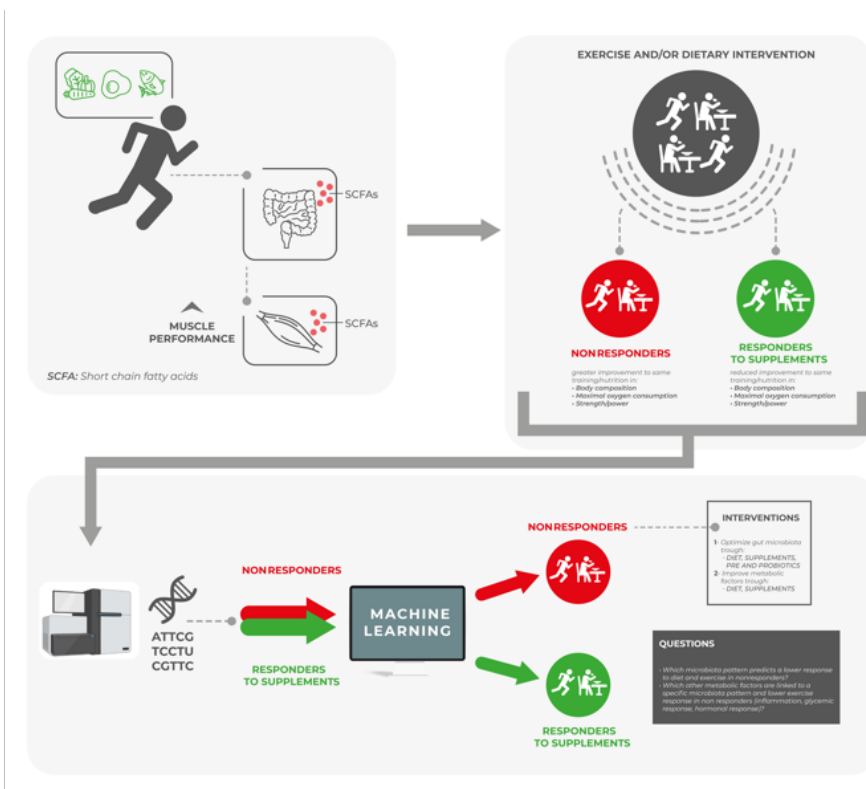 SCFAs
SCFAs
MUSCLE
PERFORMANCE
SCFA: Short chain fatty acids
EXERCISE AND/OR DIETARY INTERVENTION
NON RESPONDERS
greater improvement to same
training/nutrition in:
• Body composition
• Maximal oxygen consumption
• Strength/power
RESPONDERS
TO SUPPLEMENTS
reduced improvement to same
training/nutrition in:
• Body composition
• Maximal oxygen consumption
• Strength/power
ATTCG
TCCTU
CGTTC
NON RESPONDERS
RESPONDERS
TO SUPPLEMENTS
MACHINE
LEARNING
NON RESPONDERS
RESPONDERS
TO SUPPLEMENTS
INTERVENTIONS
1- Optimize gut microbiota
trough:
- DIET, SUPPLEMENTS,
PRE AND PROBIOTICS
2- Improve metabolic
factors trough:
- DIET, SUPPLEMENTS
QUESTIONS
- Which microbiota pattern predicts a lower response
to diet and exercise in nonresponders?
- Which other metabolic factors are linked to a
specific microbiota pattern and lower exercise
response in non responders (inflammation, glycemic
response, hormonal response)?